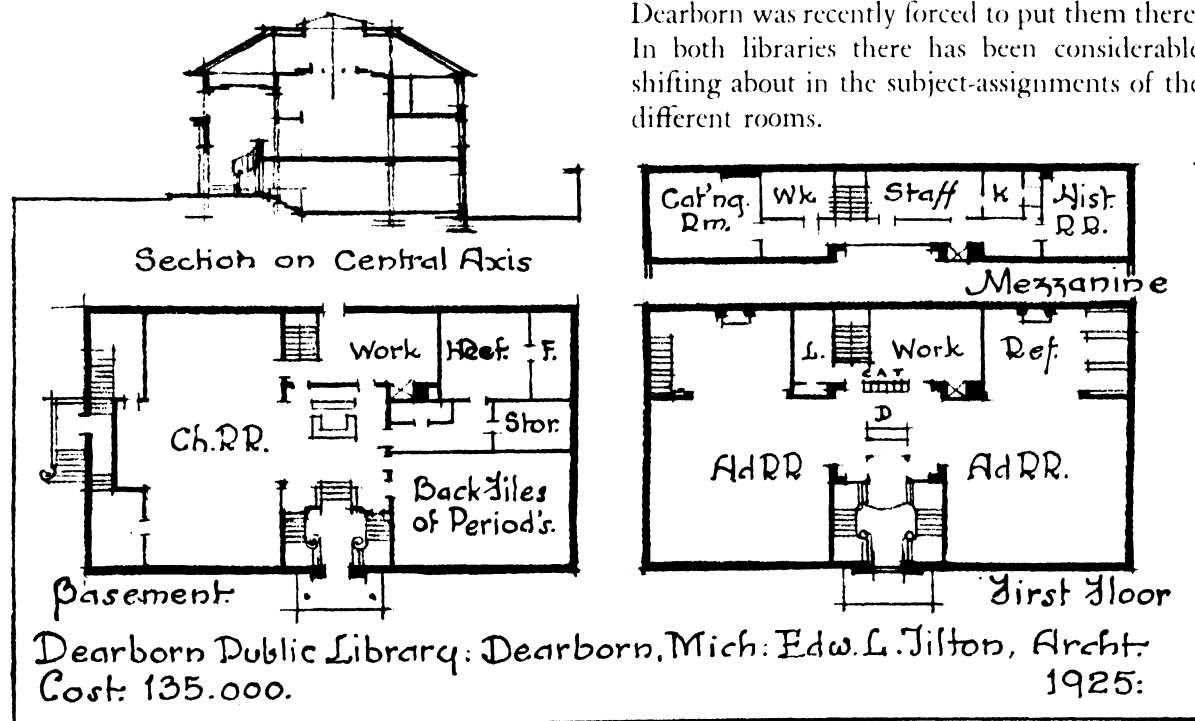 Dearborn was recently forced to put them there
In both libraries there has been considerable
shifting about in the subject-assignments of the
different rooms.
Section on Central Axis
Cat'ng. Wk Staff K Hist.
Rm. RR.
Mezzanine
Work Ref. F.
Ch.RR. Stor.
Back Files
of Period's.
Basement.
L. Work Ref.
CAT
D
Ad RR Ad RR.
First Floor
Dearborn Public Library: Dearborn, Mich: Edw. L. Tilton, Archt.
Cost: 135.000. 1925: